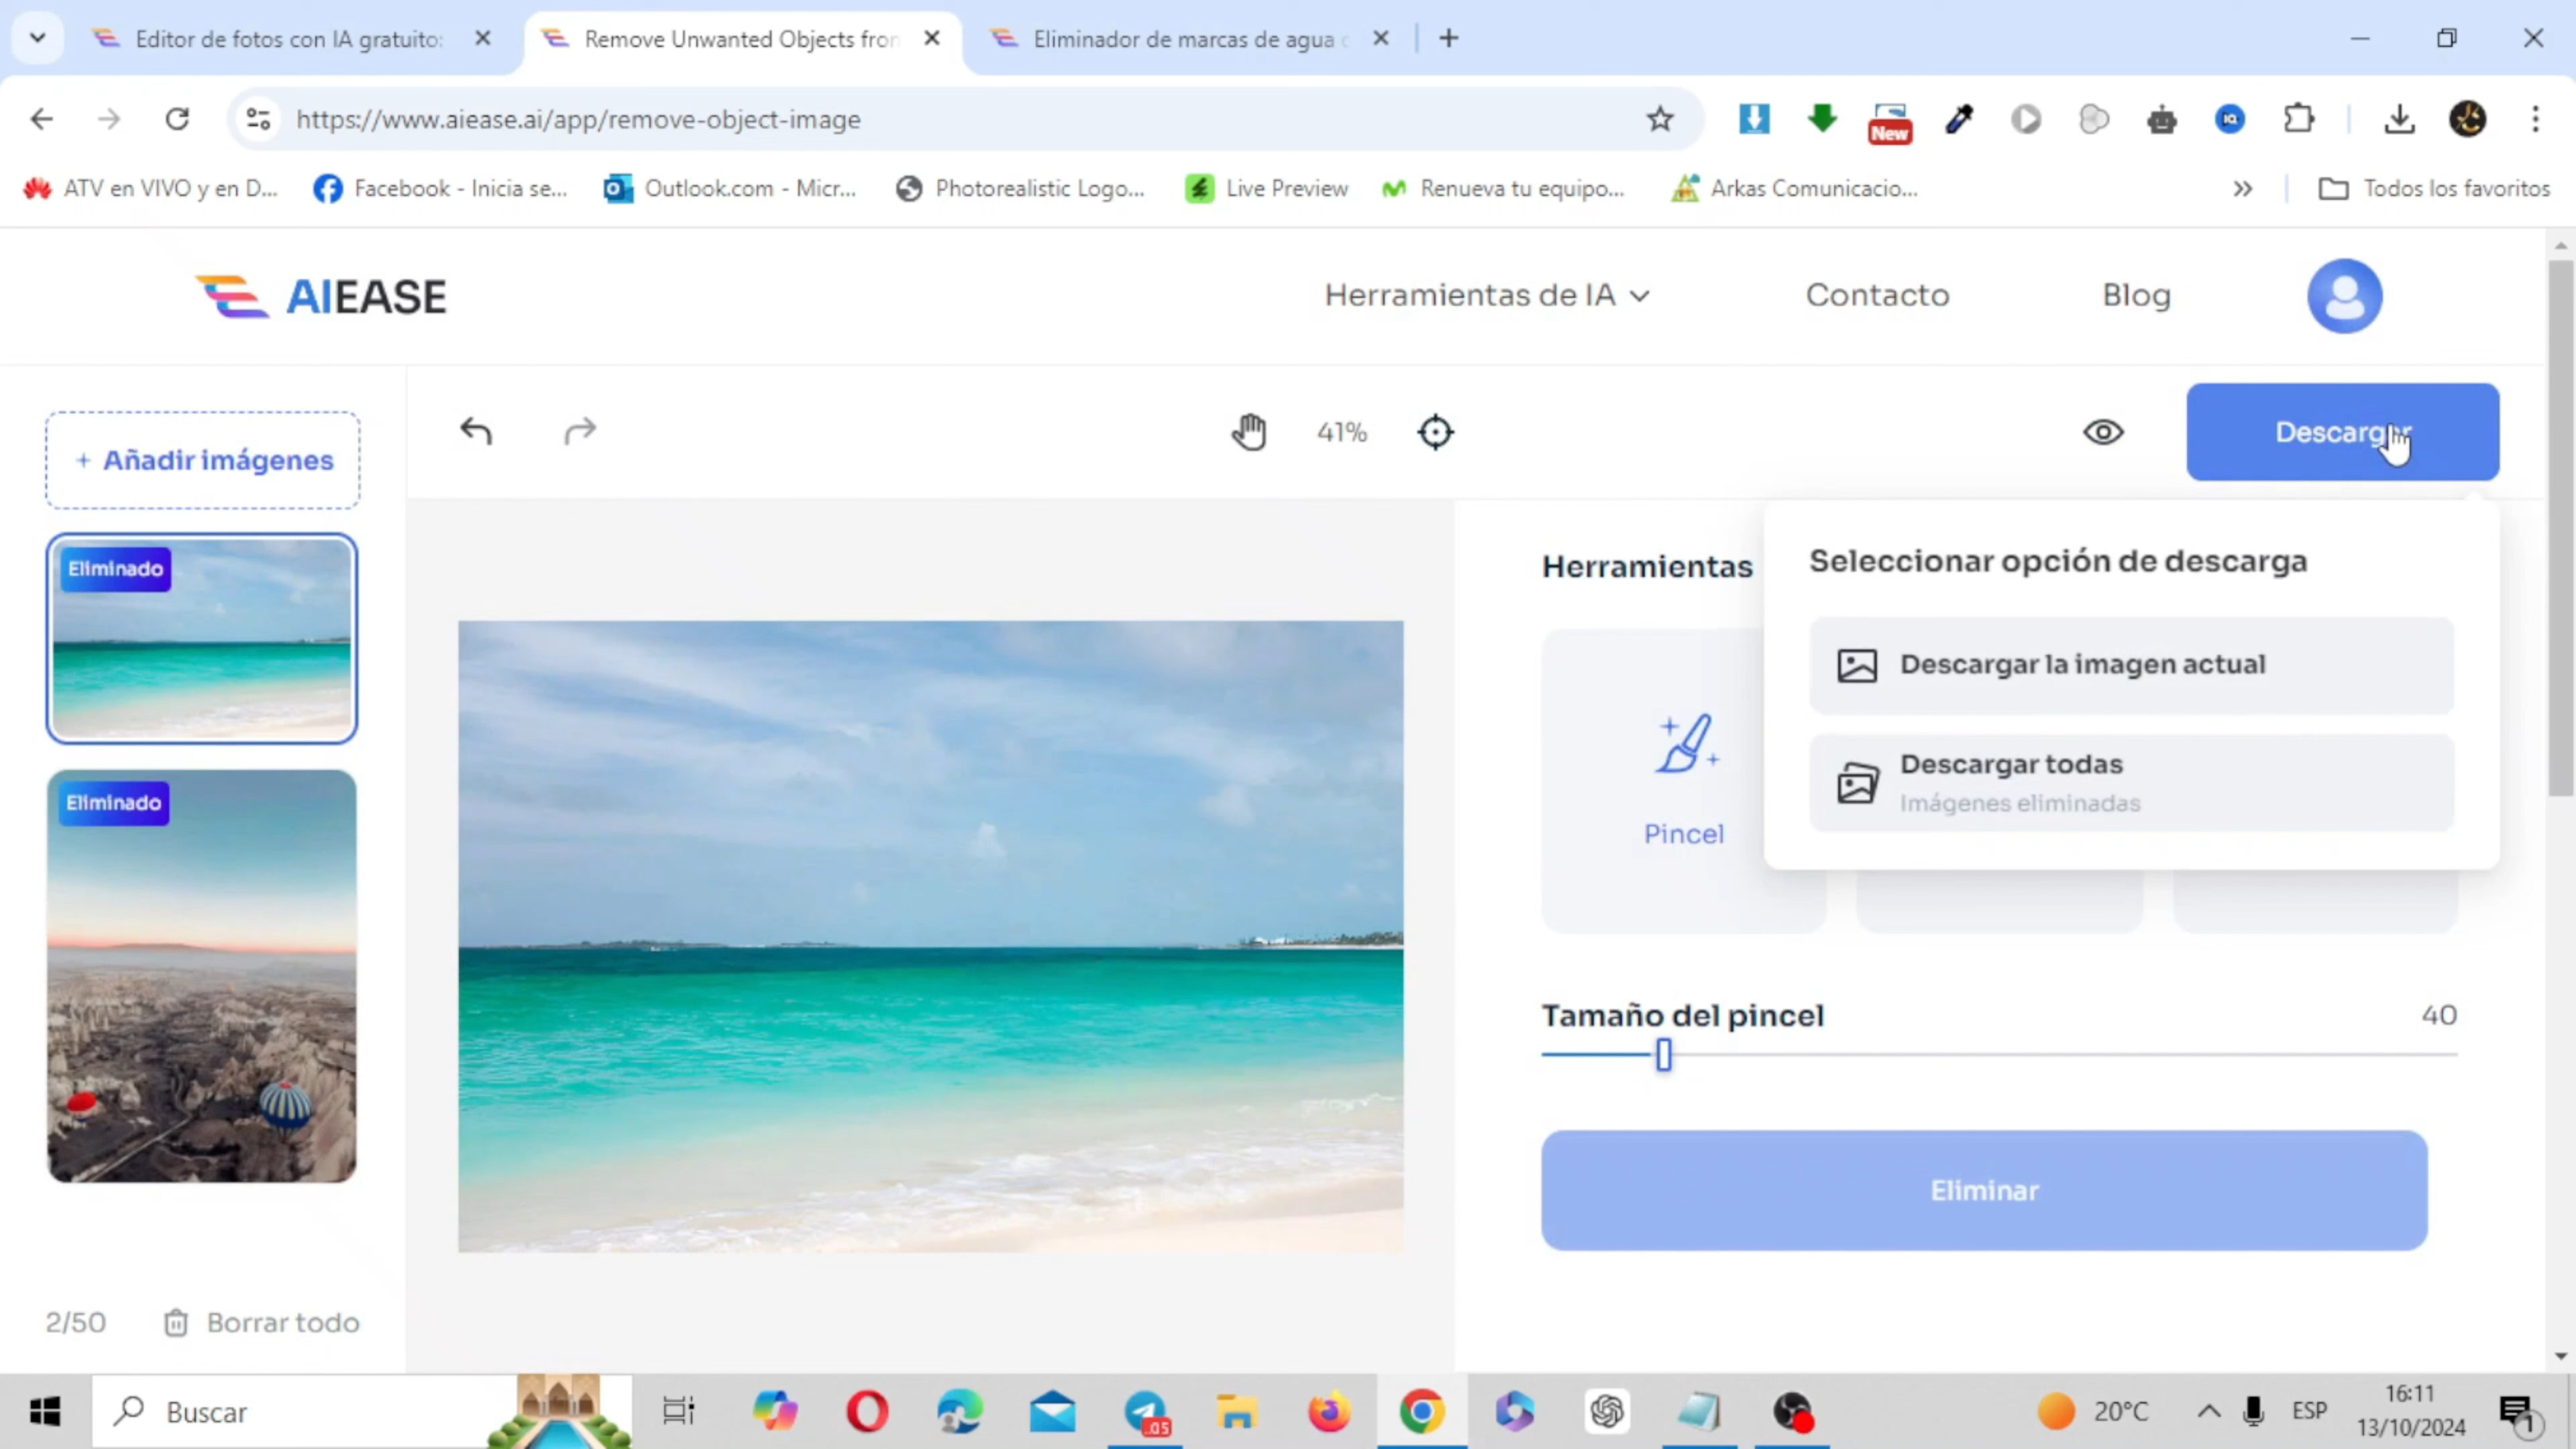 Editor de fotos con IA gratuito:
Remove Unwanted Objects from
Eliminador de marcas de agua
https://www.aiease.ai/app/remove-object-image
New
IQ
ATV en VIVO y en D...
Facebook - Inicia se...
Outlook.com - Micr...
Photorealistic Logo...
Live Preview
Renueva tu equipo...
Arkas Comunicacio...
Todos los favoritos
AIEASE
Herramientas de IA
Contacto
Blog
+ Añadir imágenes
41%
Descargar
Eliminado
Herramientas
Seleccionar opción de descarga
Descargar la imagen actual
Descargar todas
Imágenes eliminadas
Pincel
Eliminado
Tamaño del pincel
40
Eliminar
2/50
Borrar todo
Buscar
..05
20°C
ESP
16:11
13/10/2024
1